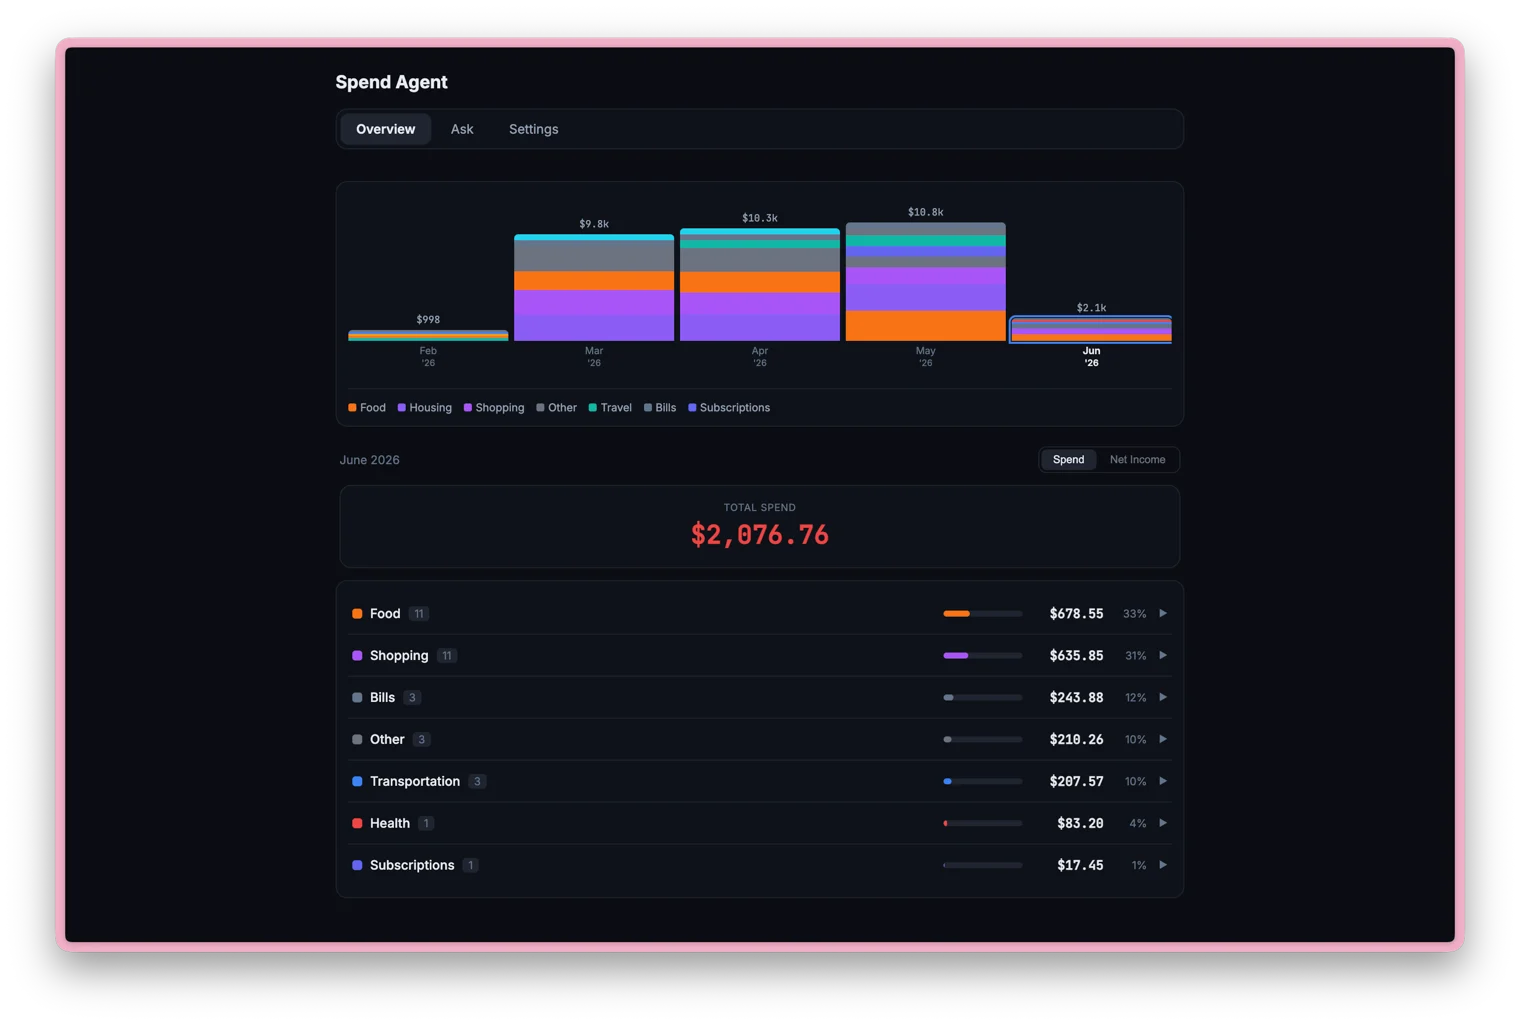 Spend Agent
Overview Ask Settings
$998 $9.8k $10.3k $10.8k $2.1k
Feb Mar Apr May Jun
'26 '26 '26 '26 '26
Food Housing Shopping Other Travel Bills Subscriptions
June 2026 Spend Net Income
TOTAL SPEND
$2,076.76
Food 11 $678.55 33%
Shopping 11 $635.85 31%
Bills 3 $243.88 12%
Other 3 $210.26 10%
Transportation 3 $207.57 10%
Health 1 $83.20 4%
Subscriptions 1 $17.45 1%